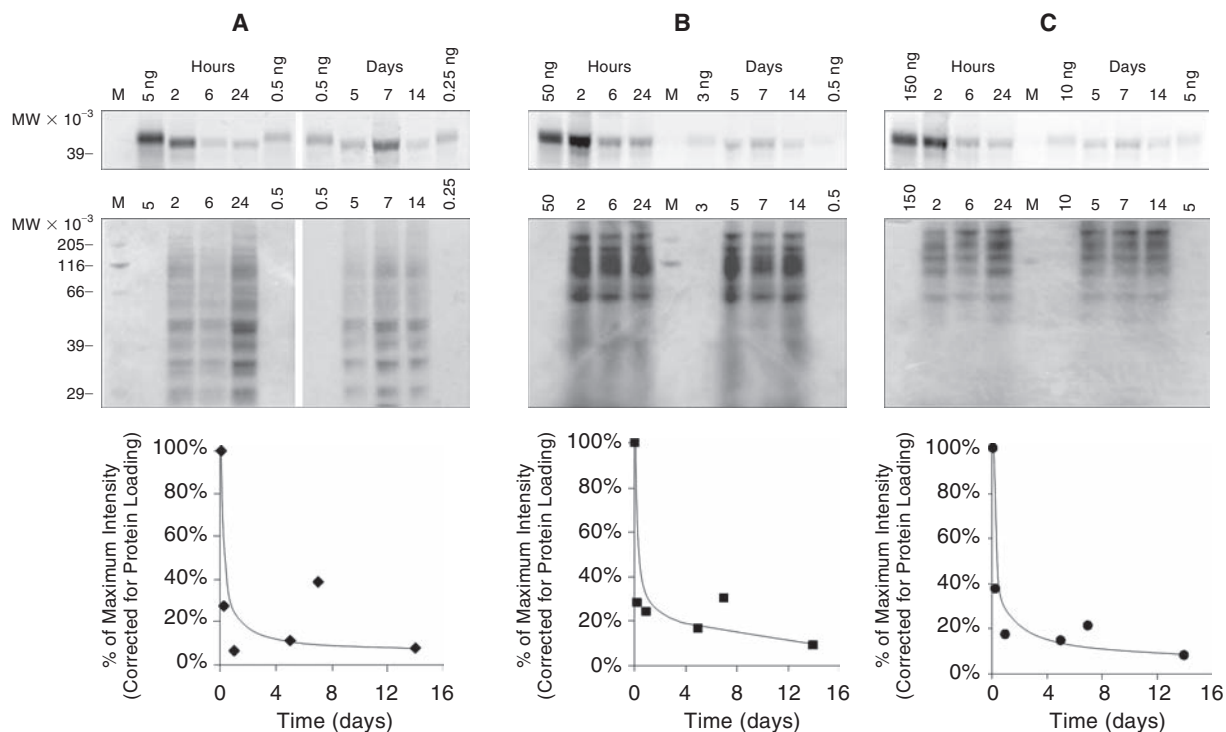 A
Hours Days
M 5 ng 2 6 24 0.5 ng 0.5 ng 5 7 14 0.25 ng
MW × 10⁻³
39–
M 5 2 6 24 0.5 0.5 5 7 14 0.25
MW × 10⁻³
205–
116–
66–
39–
29–
% of Maximum Intensity
(Corrected for Protein Loading)
100%
80%
60%
40%
20%
0%
0 4 8 12 16
Time (days)
B
Hours Days
50 ng 2 6 24 M 3 ng 5 7 14 0.5 ng
50 2 6 24 M 3 5 7 14 0.5
% of Maximum Intensity
(Corrected for Protein Loading)
100%
80%
60%
40%
20%
0%
0 4 8 12 16
Time (days)
C
Hours Days
150 ng 2 6 24 M 10 ng 5 7 14 5 ng
150 2 6 24 M 10 5 7 14 5
% of Maximum Intensity
(Corrected for Protein Loading)
100%
80%
60%
40%
20%
0%
0 4 8 12 16
Time (days)